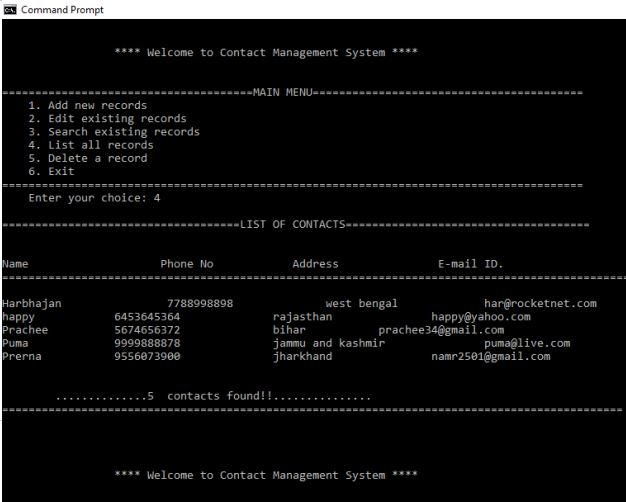 Command Prompt
**** Welcome to Contact Management System ****
======================================MAIN MENU=========================================
1. Add new records
2. Edit existing records
3. Search existing records
4. List all records
5. Delete a record
6. Exit
========================================================================================
Enter your choice: 4
====================================LIST OF CONTACTS=====================================
Name Phone No Address E-mail ID.
===============================================================================================
Harbhajan 7788998898 west bengal har@rocketnet.com
happy 6453645364 rajasthan happy@yahoo.com
Prachee 5674656372 bihar prachee34@gmail.com
Puma 9999888878 jammu and kashmir puma@live.com
Prerna 9556073900 jharkhand namr2501@gmail.com
..............5 contacts found!!...............
==============================================================================================
**** Welcome to Contact Management System ****